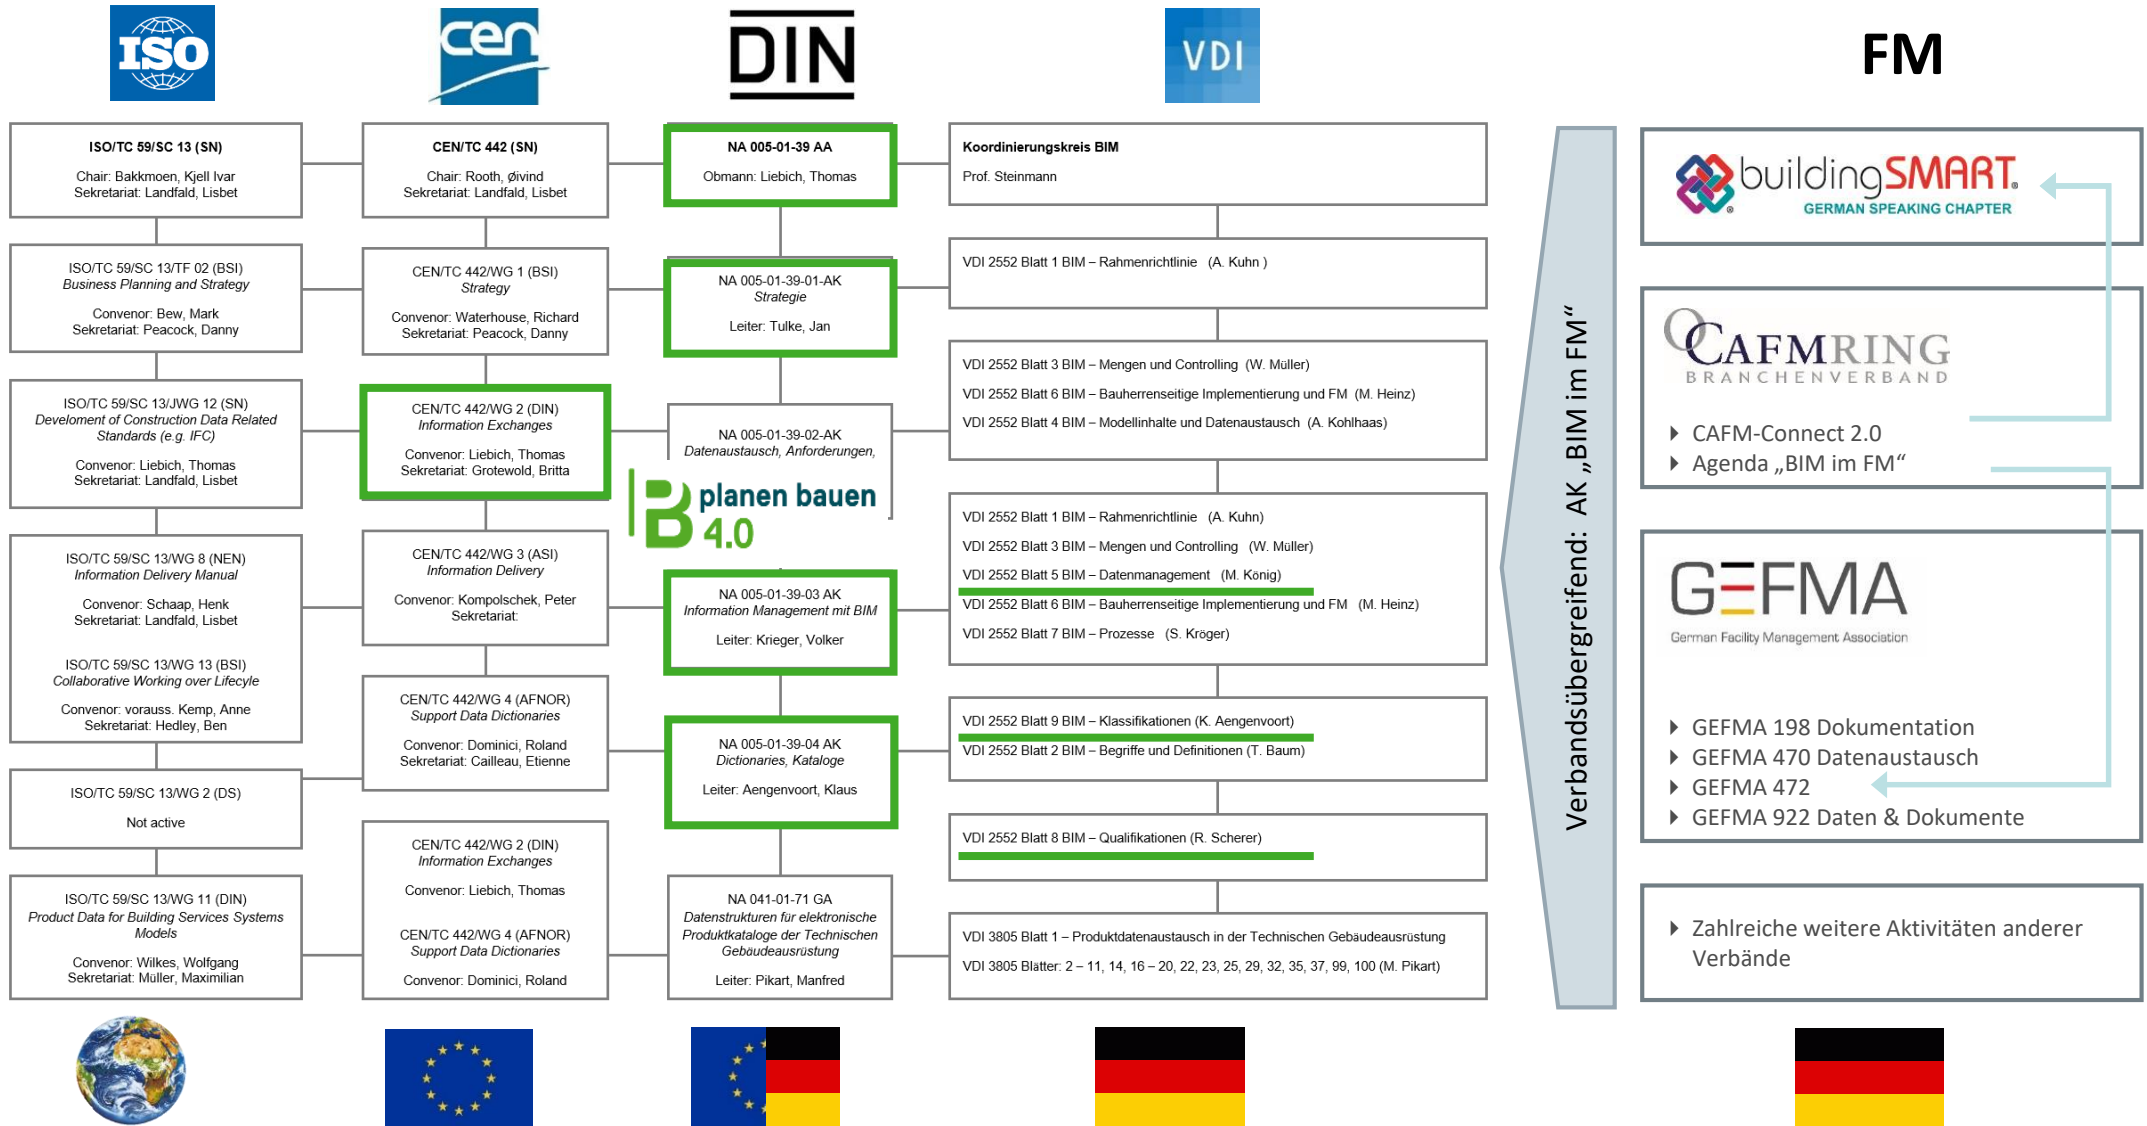 ISO
cen
DIN
VDI
FM
ISO/TC 59/SC 13 (SN)
Chair: Bakkmoen, Kjell Ivar
Sekretariat: Landfald, Lisbet
ISO/TC 59/SC 13/TF 02 (BSI)
Business Planning and Strategy
Convenor: Bew, Mark
Sekretariat: Peacock, Danny
ISO/TC 59/SC 13/JWG 12 (SN)
Develoment of Construction Data Related
Standards (e.g. IFC)
Convenor: Liebich, Thomas
Sekretariat: Landfald, Lisbet
ISO/TC 59/SC 13/WG 8 (NEN)
Information Delivery Manual
Convenor: Schaap, Henk
Sekretariat: Landfald, Lisbet
ISO/TC 59/SC 13/WG 13 (BSI)
Collaborative Working over Lifecyle
Convenor: vorauss. Kemp, Anne
Sekretariat: Hedley, Ben
ISO/TC 59/SC 13/WG 2 (DS)
Not active
ISO/TC 59/SC 13/WG 11 (DIN)
Product Data for Building Services Systems
Models
Convenor: Wilkes, Wolfgang
Sekretariat: Müller, Maximilian
CEN/TC 442 (SN)
Chair: Rooth, Øivind
Sekretariat: Landfald, Lisbet
CEN/TC 442/WG 1 (BSI)
Strategy
Convenor: Waterhouse, Richard
Sekretariat: Peacock, Danny
CEN/TC 442/WG 2 (DIN)
Information Exchanges
Convenor: Liebich, Thomas
Sekretariat: Grotewold, Britta
CEN/TC 442/WG 3 (ASI)
Information Delivery
Convenor: Kompolschek, Peter
Sekretariat:
CEN/TC 442/WG 4 (AFNOR)
Support Data Dictionaries
Convenor: Dominici, Roland
Sekretariat: Cailleau, Etienne
CEN/TC 442/WG 2 (DIN)
Information Exchanges
Convenor: Liebich, Thomas
CEN/TC 442/WG 4 (AFNOR)
Support Data Dictionaries
Convenor: Dominici, Roland
NA 005-01-39 AA
Obmann: Liebich, Thomas
NA 005-01-39-01-AK
Strategie
Leiter: Tulke, Jan
NA 005-01-39-02-AK
Datenaustausch, Anforderungen,
planen bauen
4.0
NA 005-01-39-03 AK
Information Management mit BIM
Leiter: Krieger, Volker
NA 005-01-39-04 AK
Dictionaries, Kataloge
Leiter: Aengenvoort, Klaus
NA 041-01-71 GA
Datenstrukturen für elektronische
Produktkataloge der Technischen
Gebäudeausrüstung
Leiter: Pikart, Manfred
Koordinierungskreis BIM
Prof. Steinmann
VDI 2552 Blatt 1 BIM – Rahmenrichtlinie (A. Kuhn )
VDI 2552 Blatt 3 BIM – Mengen und Controlling (W. Müller)
VDI 2552 Blatt 6 BIM – Bauherrenseitige Implementierung und FM (M. Heinz)
VDI 2552 Blatt 4 BIM – Modellinhalte und Datenaustausch (A. Kohlhaas)
VDI 2552 Blatt 1 BIM – Rahmenrichtlinie (A. Kuhn)
VDI 2552 Blatt 3 BIM – Mengen und Controlling (W. Müller)
VDI 2552 Blatt 5 BIM – Datenmanagement (M. König)
VDI 2552 Blatt 6 BIM – Bauherrenseitige Implementierung und FM (M. Heinz)
VDI 2552 Blatt 7 BIM – Prozesse (S. Kröger)
VDI 2552 Blatt 9 BIM – Klassifikationen (K. Aengenvoort)
VDI 2552 Blatt 2 BIM – Begriffe und Definitionen (T. Baum)
VDI 2552 Blatt 8 BIM – Qualifikationen (R. Scherer)
VDI 3805 Blatt 1 – Produktdatenaustausch in der Technischen Gebäudeausrüstung
VDI 3805 Blätter: 2 – 11, 14, 16 – 20, 22, 23, 25, 29, 32, 35, 37, 99, 100 (M. Pikart)
Verbandsübergreifend: AK „BIM im FM“
buildingSMART®
GERMAN SPEAKING CHAPTER
CAFMRING
BRANCHENVERBAND
CAFM-Connect 2.0
Agenda „BIM im FM“
GEFMA
German Facility Management Association
GEFMA 198 Dokumentation
GEFMA 470 Datenaustausch
GEFMA 472
GEFMA 922 Daten & Dokumente
Zahlreiche weitere Aktivitäten anderer
Verbände